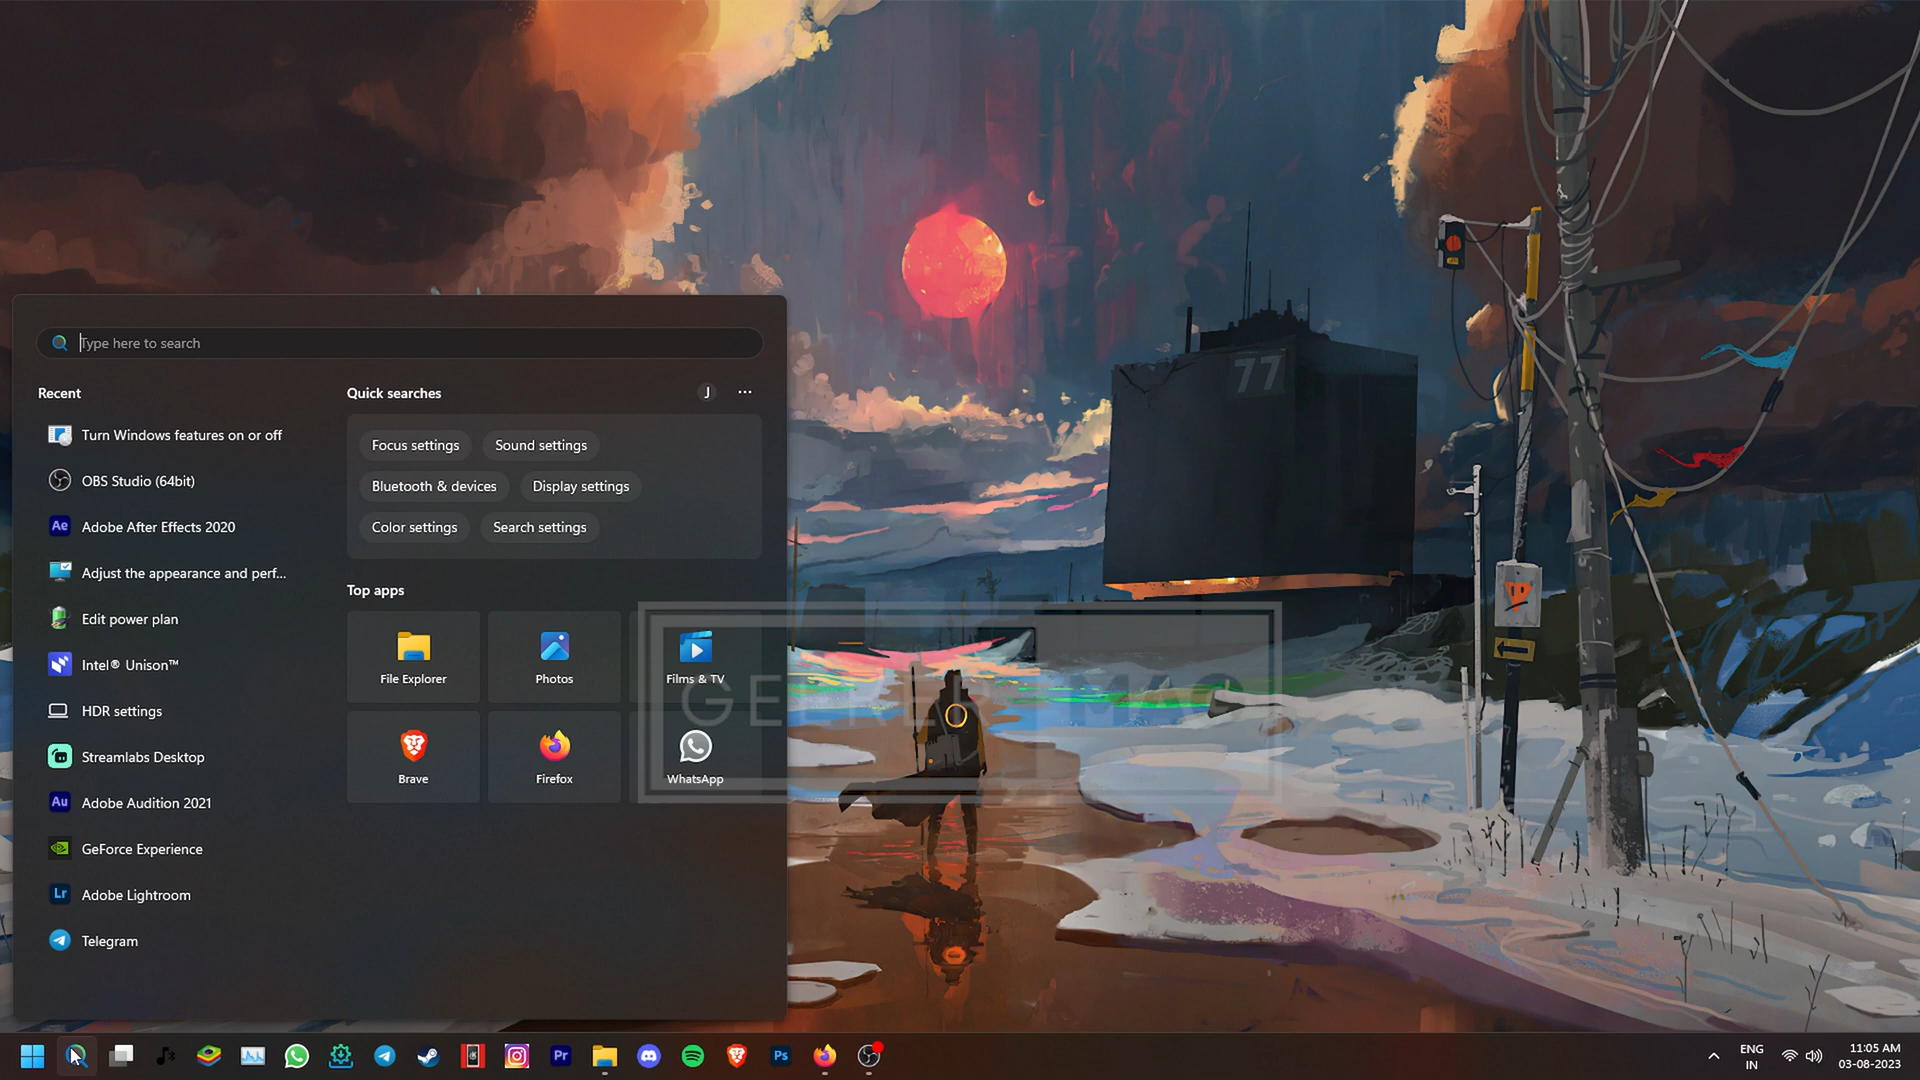 77
Type here to search
Recent
Turn Windows features on or off
OBS Studio (64bit)
Ae
Adobe After Effects 2020
Adjust the appearance and perf...
Edit power plan
Intel® Unison™
HDR settings
Streamlabs Desktop
Au
Adobe Audition 2021
GeForce Experience
Lr
Adobe Lightroom
Telegram
Quick searches
J
Focus settings
Sound settings
Bluetooth & devices
Display settings
Color settings
Search settings
Top apps
File Explorer
Photos
Films & TV
Brave
Firefox
WhatsApp
Pr
Ps
ENG
IN
11:05 AM
03-08-2023